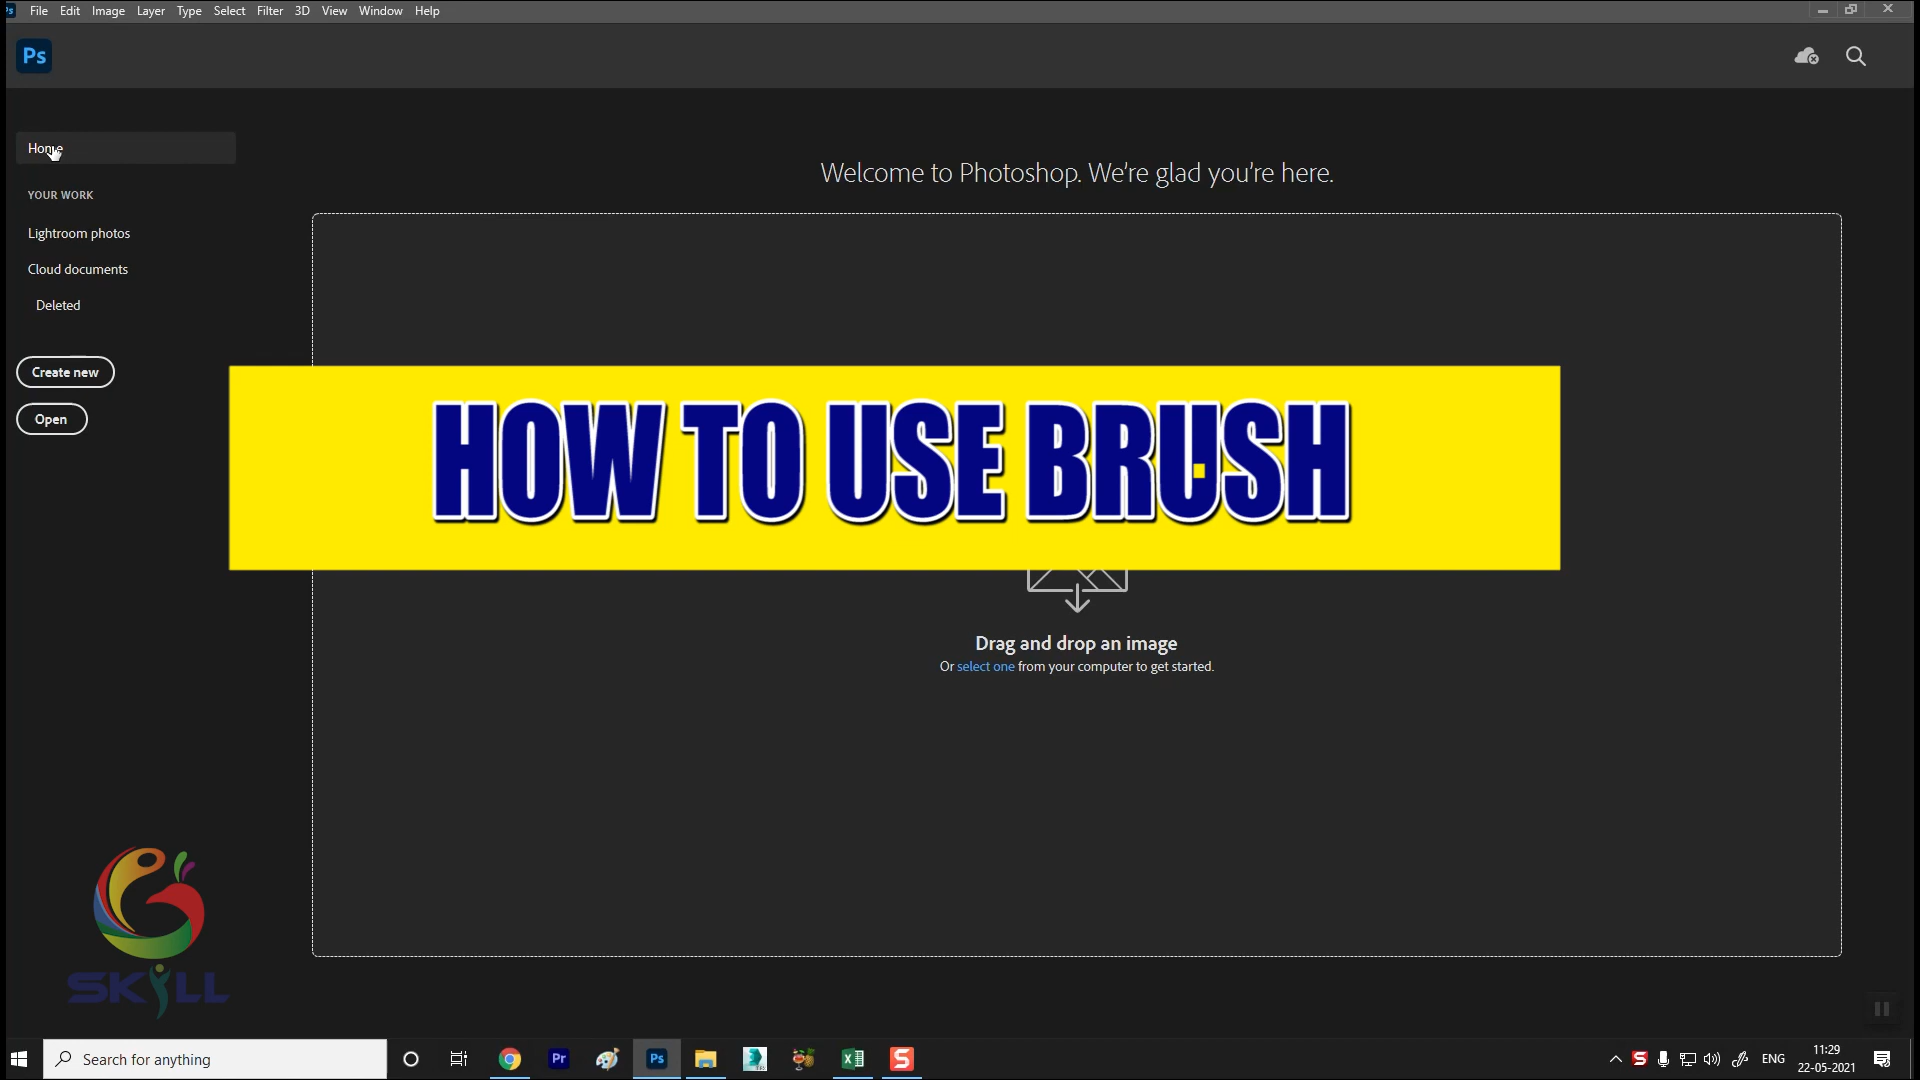 Ps File Edit Image Layer Type Select Filter 3D View Window Help
Ps
Home
Welcome to Photoshop. We're glad you're here.
YOUR WORK
Lightroom photos
Cloud documents
Deleted
Create new
Open
HOW TO USE BRUSH
Drag and drop an image
Or select one from your computer to get started.
SKILL
Search for anything
Pr
Ps
S
S
ENG
11:29
22-05-2021